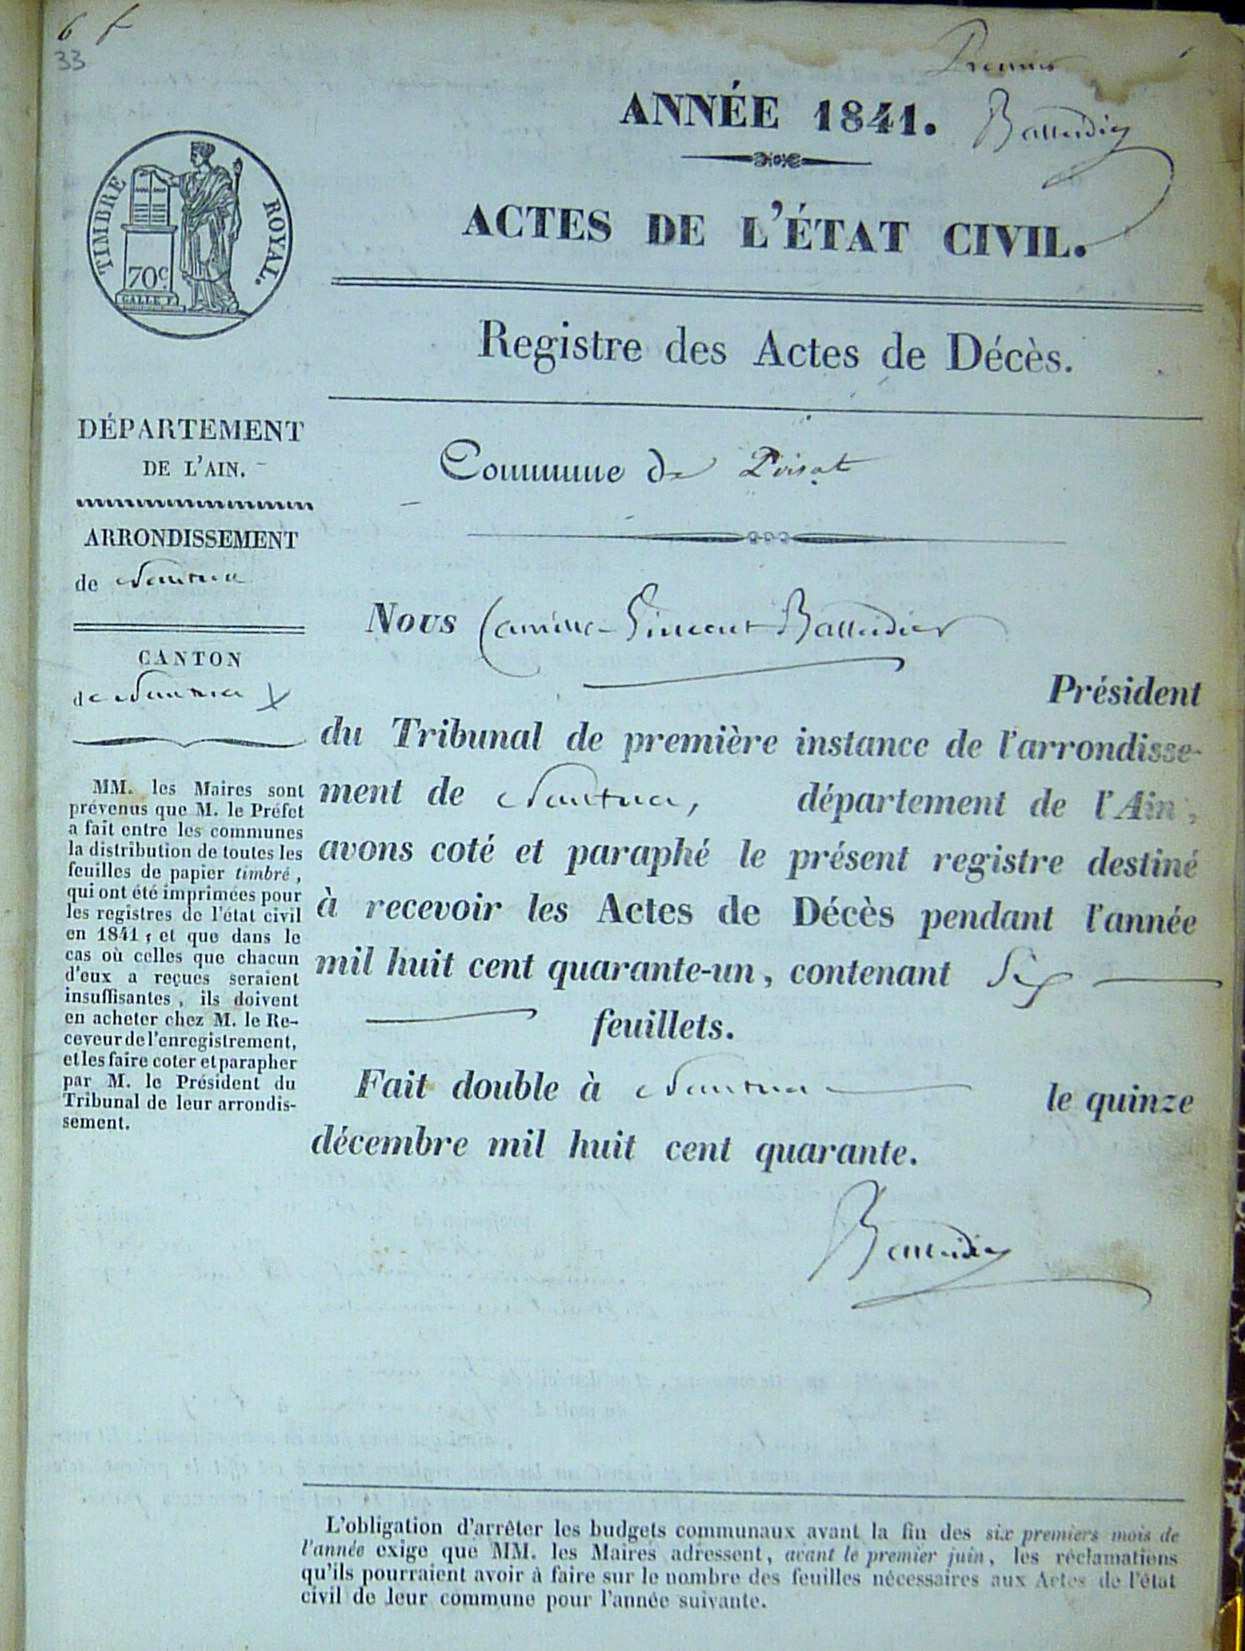 6 f
33
Premier
ANNÉE 1841.
Balleidier
TIMBRE ROYAL.
70c.
GALLE F.
ACTES DE L'ÉTAT CIVIL.
Registre des Actes de Décès.
DÉPARTEMENT
DE L'AIN.
Commune de Poisat
ARRONDISSEMENT
de Nantua
CANTON
de Nantua
Nous Camille-Vincent Balleidier
Président
du Tribunal de première instance de l'arrondisse-
ment de Nantua, département de l'Ain,
avons coté et paraphé le présent registre destiné
à recevoir les Actes de Décès pendant l'année
mil huit cent quarante-un, contenant Six
feuillets.
Fait double à Nantua le quinze
décembre mil huit cent quarante.
Balleidier
MM. les Maires sont
prévenus que M. le Préfet
a fait entre les communes
la distribution de toutes les
feuilles de papier timbré,
qui ont été imprimées pour
les registres de l'état civil
en 1841, et que dans le
cas où celles que chacun
d'eux a reçues seraient
insuffisantes, ils doivent
en acheter chez M. le Re-
ceveur de l'enregistrement,
et les faire coter et parapher
par M. le Président du
Tribunal de leur arrondis-
sement.
L'obligation d'arrêter les budgets communaux avant la fin des six premiers mois de
l'année exige que MM. les Maires adressent, avant le premier juin, les réclamations
qu'ils pourraient avoir à faire sur le nombre des feuilles nécessaires aux Actes de l'état
civil de leur commune pour l'année suivante.